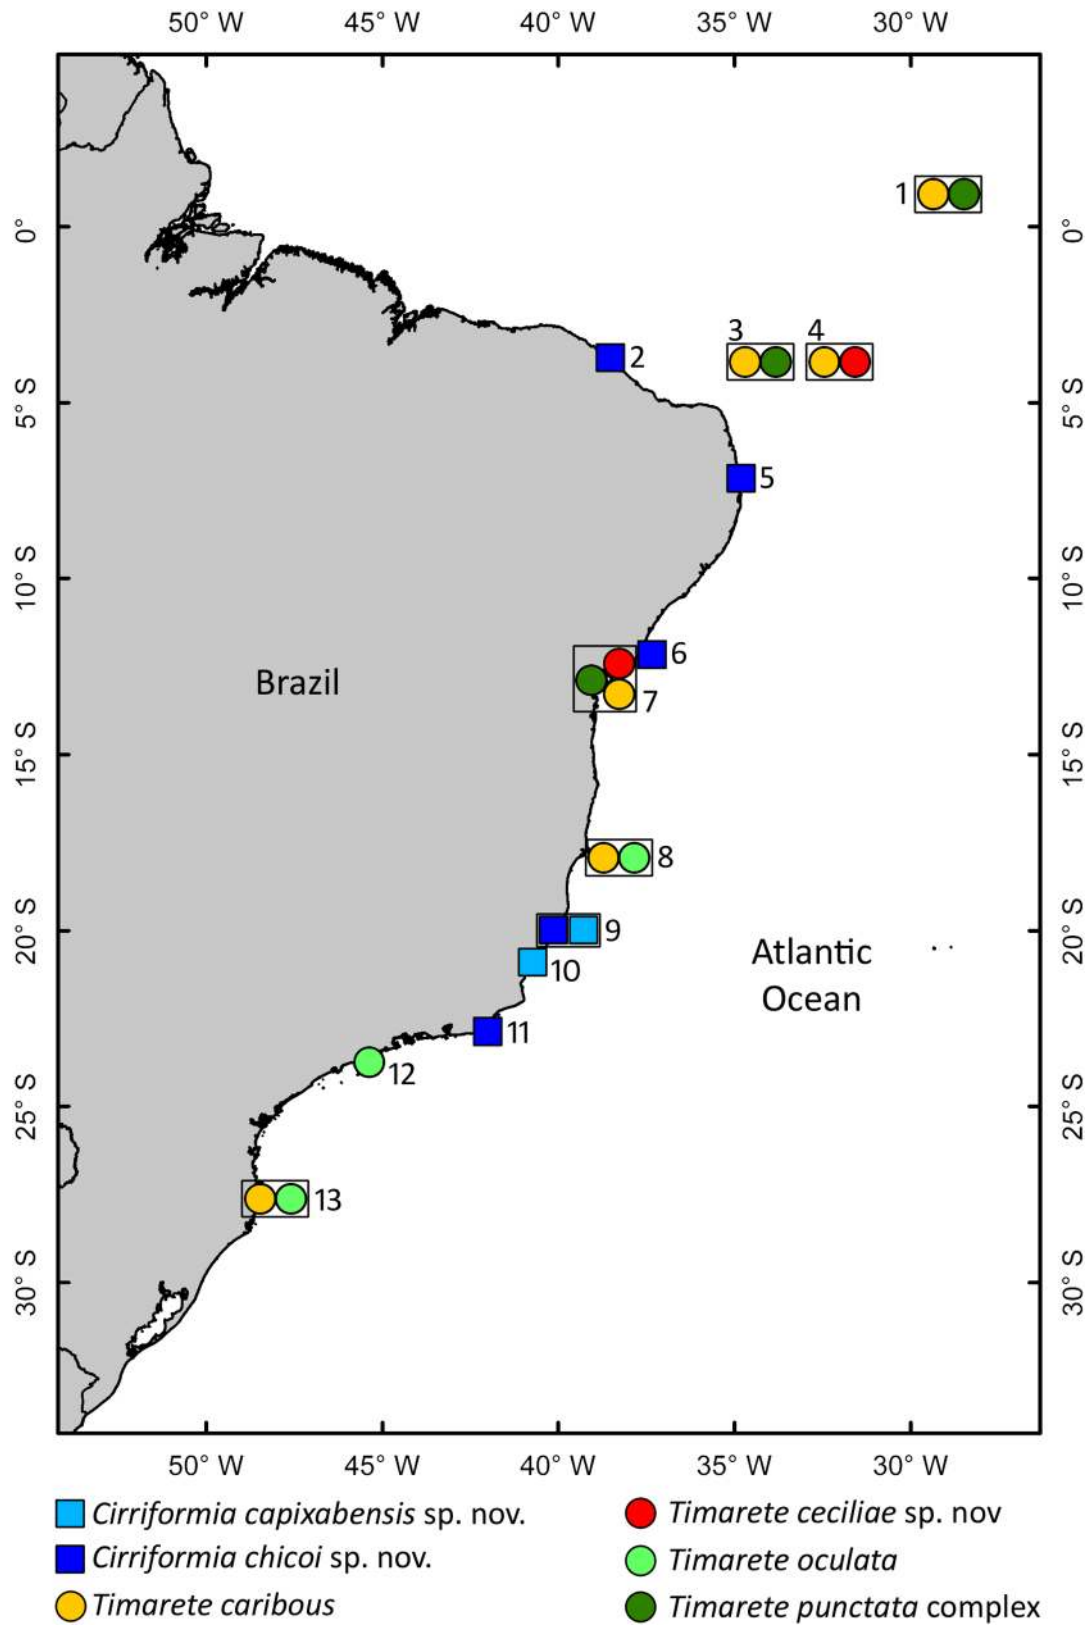 50° W 45° W 40° W 35° W 30° W
1
0° 0°
3 4
2
5° S 5° S
5
10° S 10° S
6
Brazil
7
15° S 15° S
8
20° S 9 20° S
Atlantic
10
Ocean
11
12
25° S 25° S
13
30° S 30° S
50° W 45° W 40° W 35° W 30° W
Cirriformia capixabensis sp. nov.
Cirriformia chicoi sp. nov.
Timarete caribous
Timarete ceciliae sp. nov
Timarete oculata
Timarete punctata complex